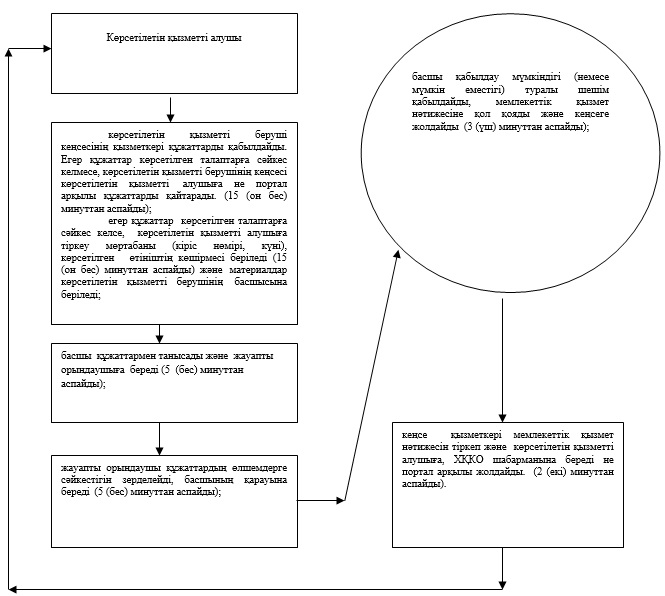 Көрсетілетін қызметті алушы
көрсетілетін қызметті беруші
кеңсесінің қызметкері құжаттарды қабылдайды.
Егер құжаттар көрсетілген талаптарға сәйкес
келмесе, көрсетілетін қызметті берушінің кеңсесі
көрсетілетін қызметті алушыға не портал
арқылы құжаттарды қайтарады. (15 (он бес)
минуттан аспайды);
егер құжаттар көрсетілген талаптарға
сәйкес келсе, көрсетілетін қызметті алушыға
тіркеу мөртабаны (кіріс нөмірі, күні),
көрсетілген өтініштің көшірмесі беріледі (15
(он бес) минуттан аспайды) және материалдар
көрсетілетін қызметті берушінің басшысына
беріледі;
басшы құжаттармен танысады және жауапты
орындаушыға береді (5 (бес) минуттан
аспайды);
жауапты орындаушы құжаттардың өлшемдерге
сәйкестігін зерделейді, басшының қарауына
береді (5 (бес) минуттан аспайды);
басшы қабылдау мүмкіндігі (немесе
мүмкін еместігі) туралы шешім
қабылдайды, мемлекеттік қызмет
нәтижесіне қол қояды және кеңсеге
жолдайды (3 (үш) минуттан аспайды);
кеңсе қызметкері мемлекеттік қызмет
нәтижесін тіркеп және көрсетілетін қызметті
алушыға, ХҚКО шабарманына береді не
портал арқылы жолдайды. (2 (екі) минуттан
аспайды).